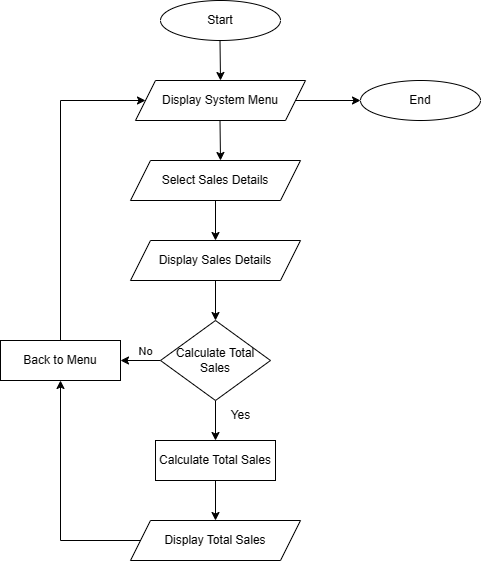 Start
Display System Menu
End
Select Sales Details
Display Sales Details
Calculate Total
Sales
No
Back to Menu
Yes
Calculate Total Sales
Display Total Sales